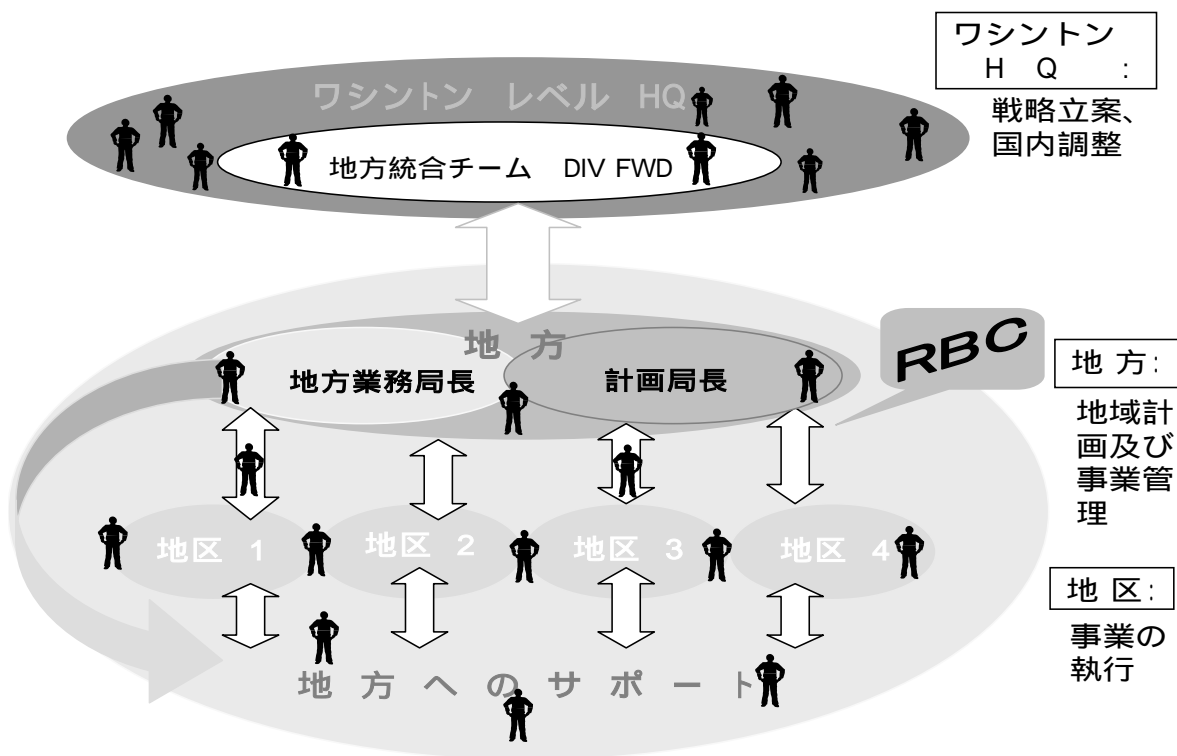 ワシントン レベル HQ
地方統合チーム DIV FWD
ワシントン
H Q :
戦略立案、
国内調整
地 方
地方業務局長
計画局長
RBC
地 方:
地域計
画及び
事業管
理
地区 1
地区 2
地区 3
地区 4
地 区:
事業の
執行
地 方 へ の サ ポ ー ト